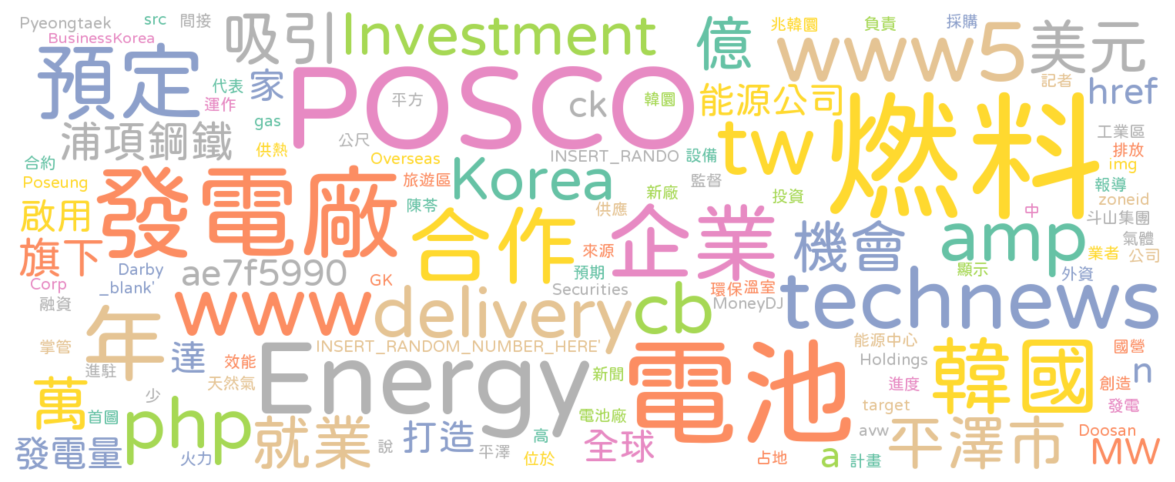 Pyeongtaek src 間接
BusinessKorea
吸引 Investment 億 兆韓圜 負責 採購
預定 代表 家 運作
POSCO
www5 美元
記者 href
平方 ck 韓圜 能源公司
浦項鋼鐵 gas 公尺
tw 燃料
工業區
排放
合約 供熱 Overseas INSERT_RANDO 設備 img
Poseung 旅遊區 Korea 監督 報導
發電廠 陳苓 新廠 投資 zoneid
啟用 合作 供應 企業 中 斗山集團
旗下 來源 機會 amp 氣體
業者 公司
Darby ae7f5990 GK 預期 顯示 外資
Corp _blank' Securities 環保 溫室
融資 www delivery cb MoneyDJ technews
年 掌管 達 INSERT_RANDOM_NUMBER_HERE' 能源中心 國營
進駐 效能 Energy 新聞 電池 Holdings 韓國 n
萬 天然氣 進度 創造
首圖 少 php 電池廠 target 發電
就業 說 打造 高 全球 avw 平澤市 Doosan
發電量 火力 平澤 位於 占地 a 計畫 MW